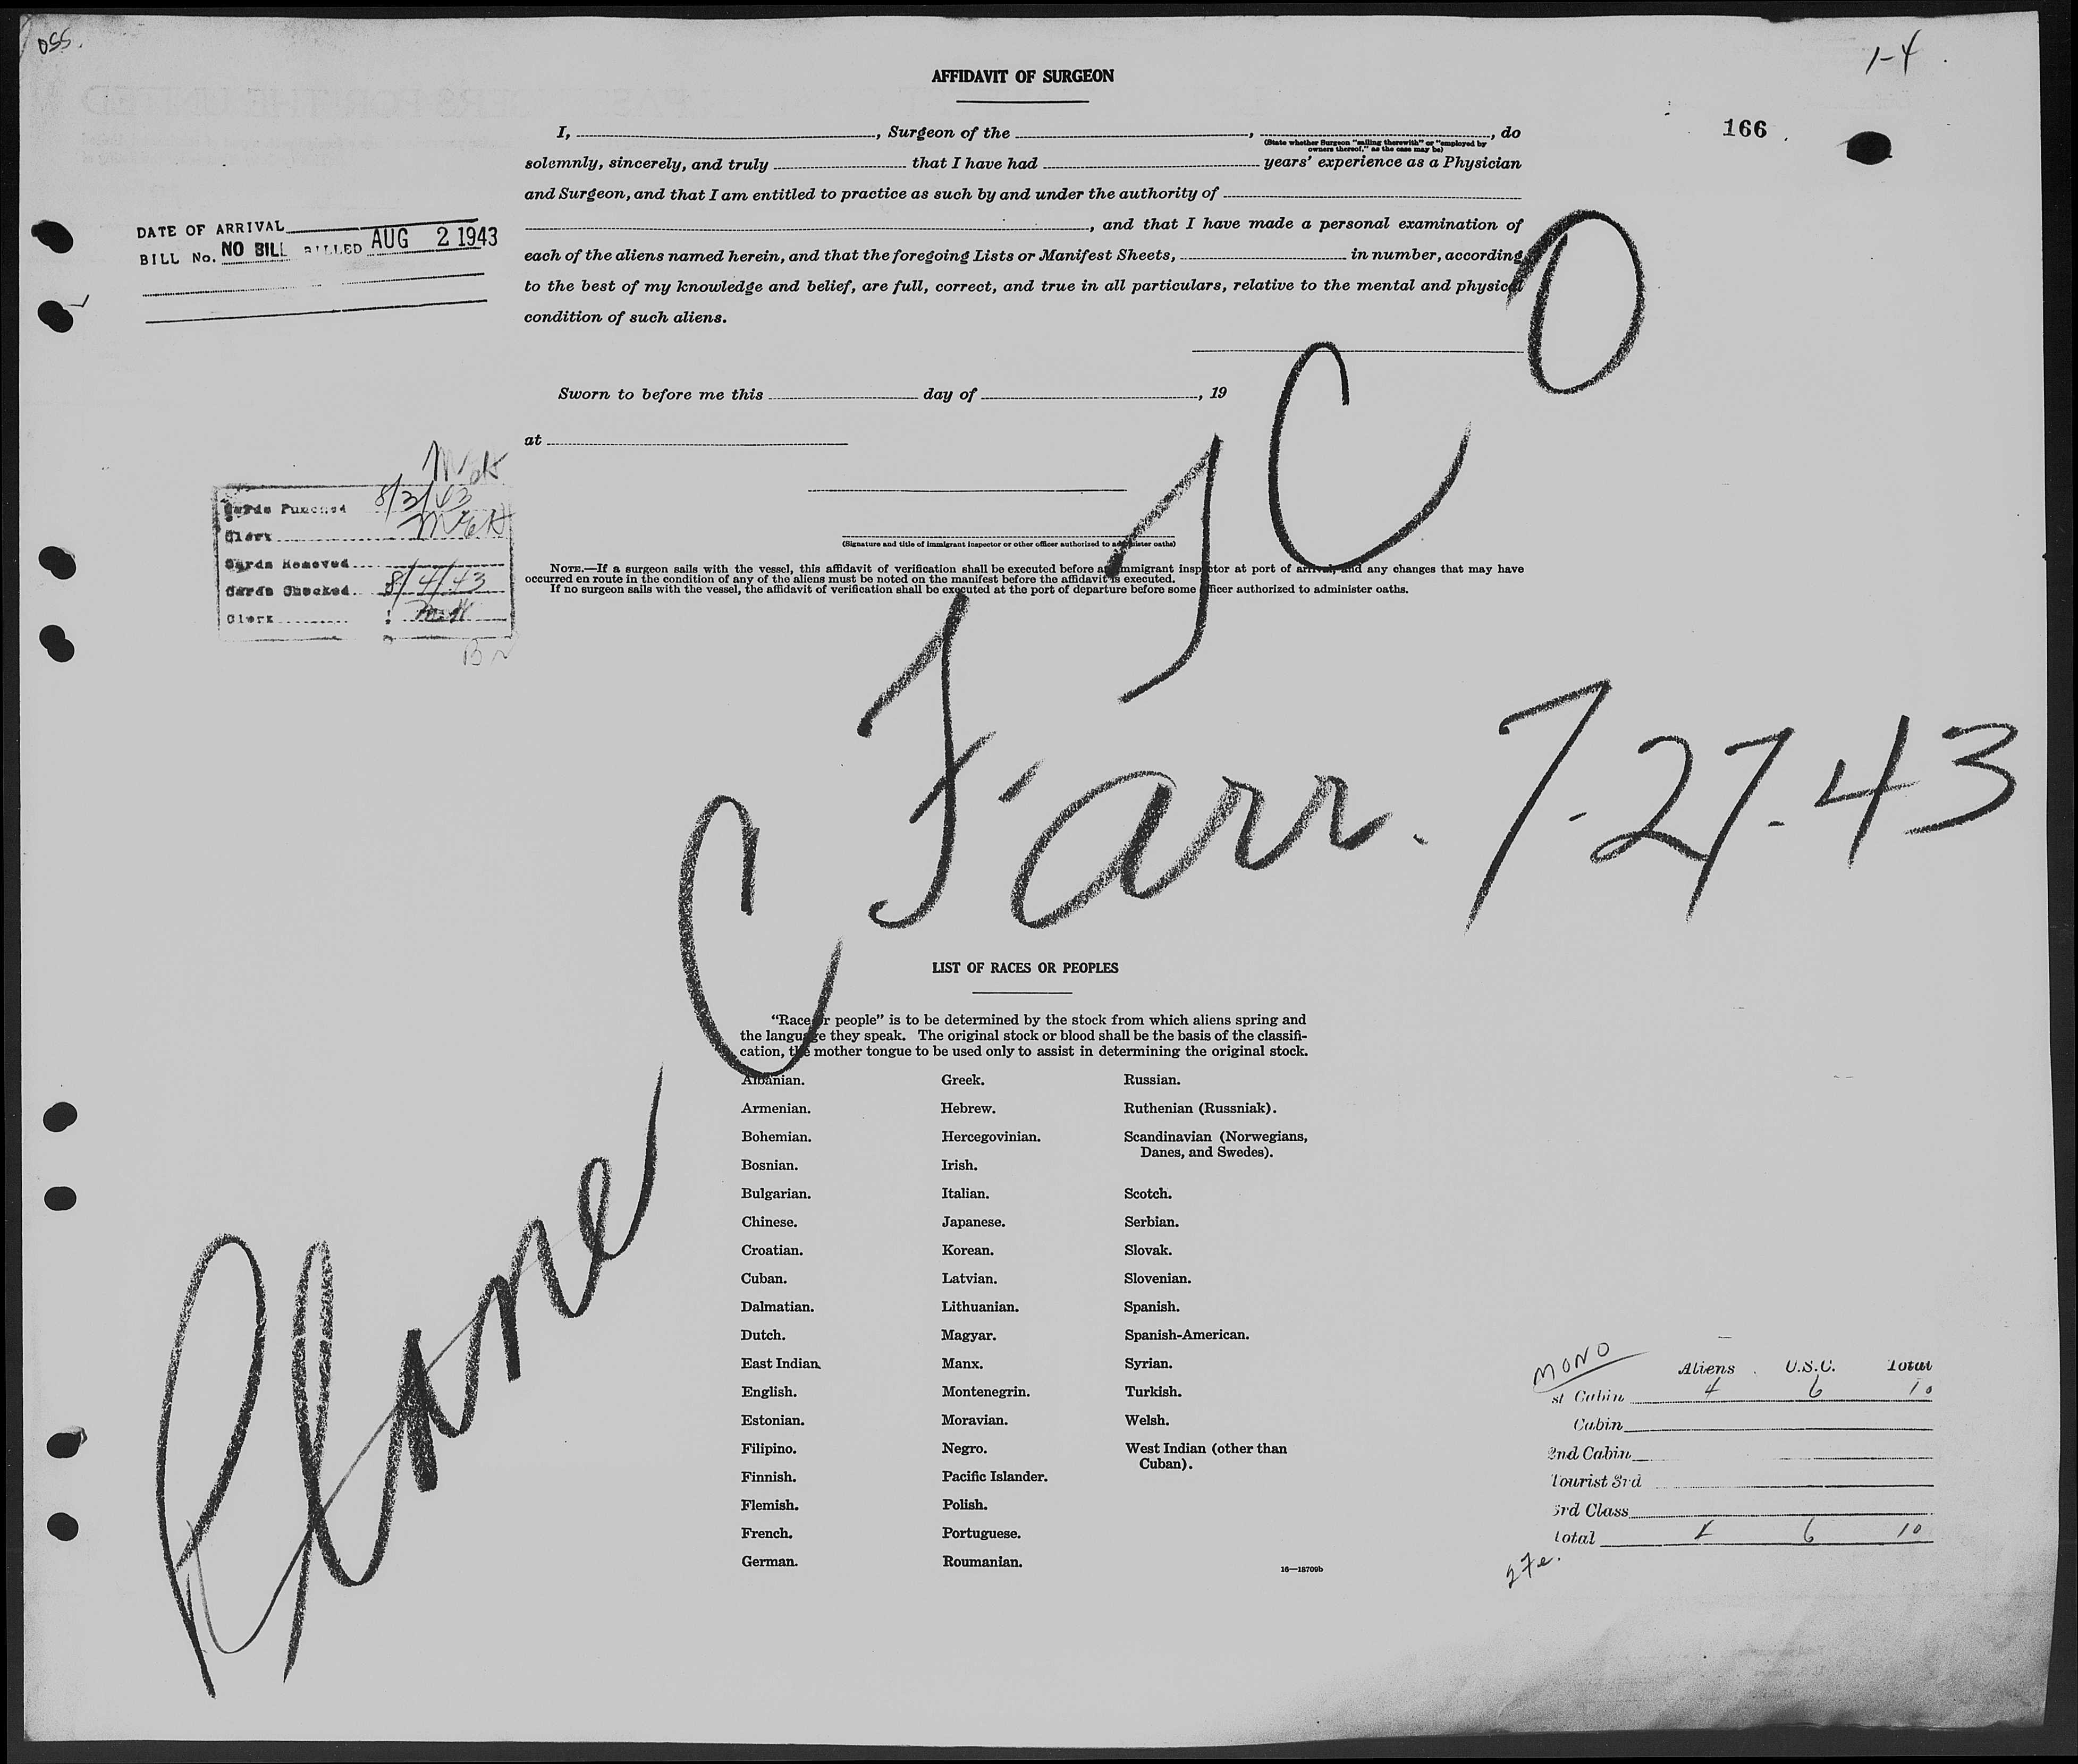 OSS.
1-4
AFFIDAVIT OF SURGEON
166
I, , Surgeon of the , , do
(State whether Surgeon "sailing therewith" or "employed by
owners thereof," as the case may be)
solemnly, sincerely, and truly that I have had years' experience as a Physician
and Surgeon, and that I am entitled to practice as such by and under the authority of
, and that I have made a personal examination of
each of the aliens named herein, and that the foregoing Lists or Manifest Sheets, in number, according
to the best of my knowledge and belief, are full, correct, and true in all particulars, relative to the mental and physical
condition of such aliens.
DATE OF ARRIVAL
BILL No. NO BILL BILLED AUG 2 1943
Sworn to before me this day of , 19
at
(Signature and title of immigrant inspector or other officer authorized to administer oaths)
NOTE.—If a surgeon sails with the vessel, this affidavit of verification shall be executed before an immigrant inspector at port of arrival, and any changes that may have
occurred en route in the condition of any of the aliens must be noted on the manifest before the affidavit is executed.
If no surgeon sails with the vessel, the affidavit of verification shall be executed at the port of departure before some officer authorized to administer oaths.
Cards Punched 8/3/43
Clerk
Cards Removed
Cards Checked 8/4/43
Clerk
Plane
arr. 7-27-43
LIST OF RACES OR PEOPLES
"Race or people" is to be determined by the stock from which aliens spring and
the language they speak. The original stock or blood shall be the basis of the classifi-
cation, the mother tongue to be used only to assist in determining the original stock.
Albanian.
Armenian.
Bohemian.
Bosnian.
Bulgarian.
Chinese.
Croatian.
Cuban.
Dalmatian.
Dutch.
East Indian.
English.
Estonian.
Filipino.
Finnish.
Flemish.
French.
German.
Greek.
Hebrew.
Hercegovinian.
Irish.
Italian.
Japanese.
Korean.
Latvian.
Lithuanian.
Magyar.
Manx.
Montenegrin.
Moravian.
Negro.
Pacific Islander.
Polish.
Portuguese.
Roumanian.
Russian.
Ruthenian (Russniak).
Scandinavian (Norwegians,
Danes, and Swedes).
Scotch.
Serbian.
Slovak.
Slovenian.
Spanish.
Spanish-American.
Syrian.
Turkish.
Welsh.
West Indian (other than
Cuban).
16—18709b
MONO
Aliens U.S.C. Total
st Cabin 4 6 10
Cabin
2nd Cabin
Tourist 3rd
3rd Class
total 4 6 10